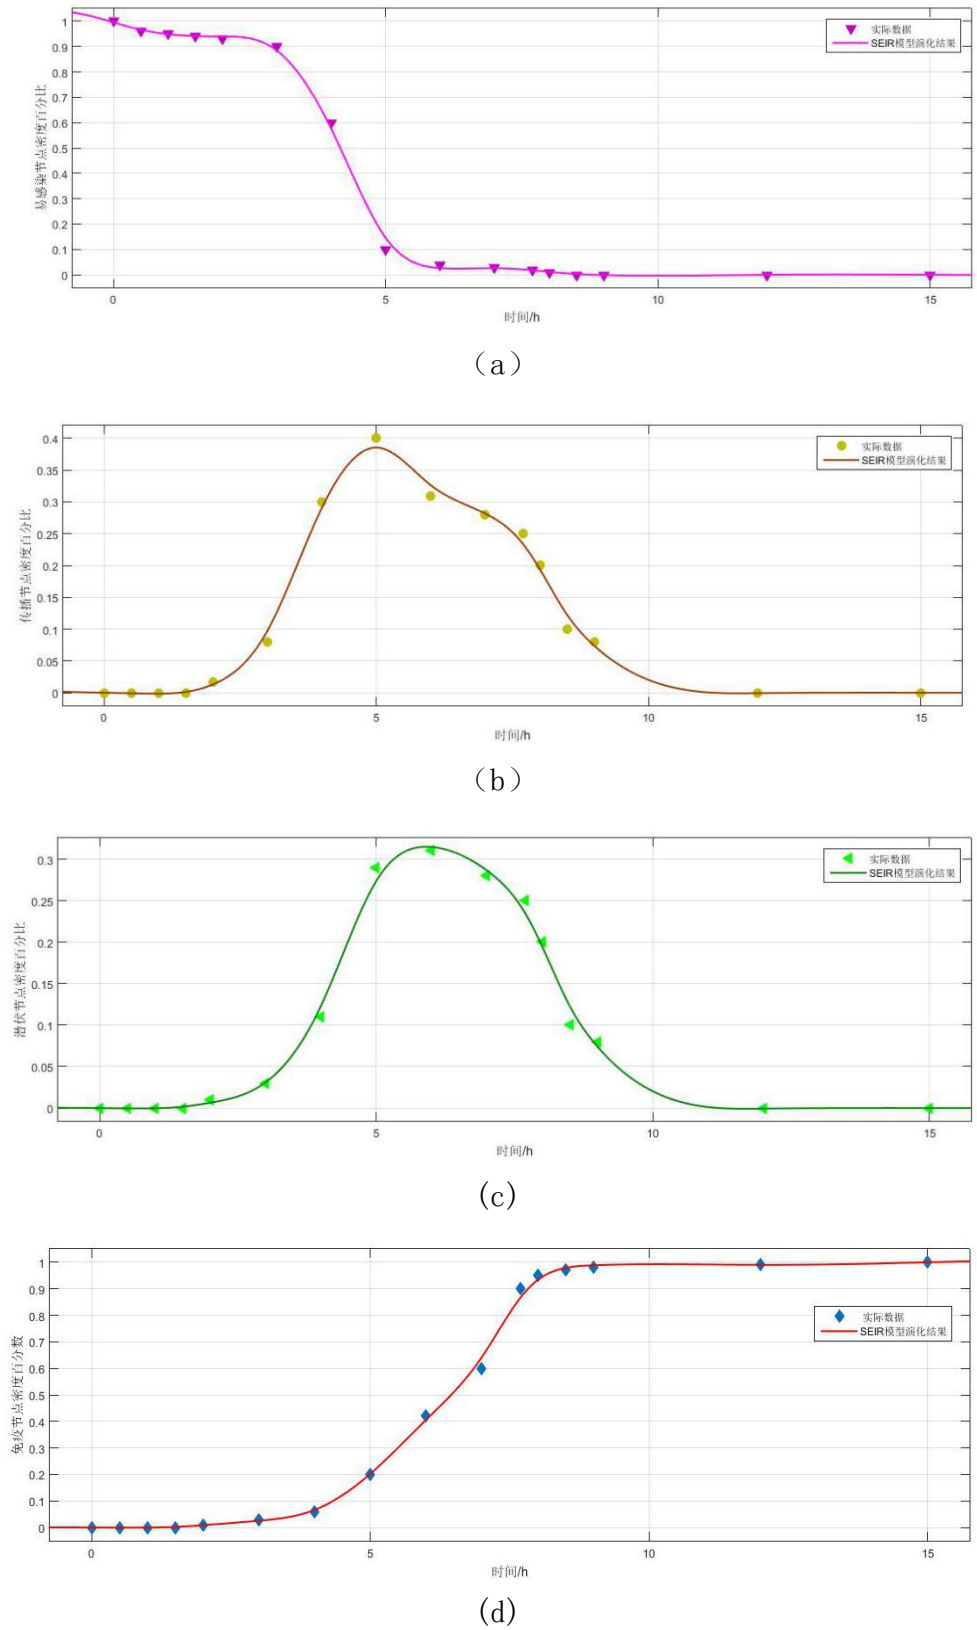 1
0.9
0.8
0.7
0.6
0.5
0.4
0.3
0.2
0.1
0
易感染节点密度百分比
实际数据
SEIR模型演化结果
0
5
10
15
时间/h
（a）
0.4
0.35
0.3
0.25
0.2
0.15
0.1
0.05
0
传播节点密度百分比
实际数据
SEIR模型演化结果
0
5
10
15
时间/h
（b）
0.3
0.25
0.2
0.15
0.1
0.05
0
潜伏节点密度百分比
实际数据
SEIR模型演化结果
0
5
10
15
时间/h
(c)
1
0.9
0.8
0.7
0.6
0.5
0.4
0.3
0.2
0.1
0
免疫节点密度百分数
实际数据
SEIR模型演化结果
0
5
10
15
时间/h
(d)